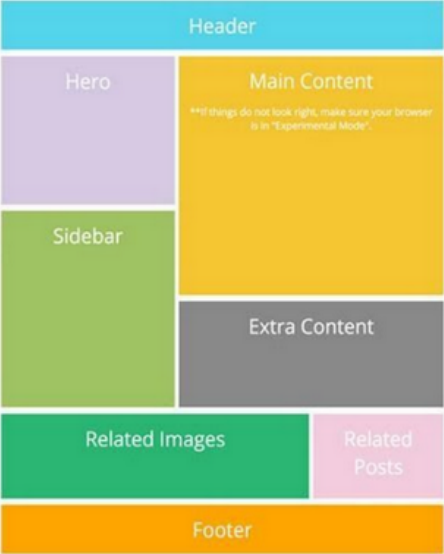 Header
Hero
Main Content
**If things do not look right, make sure your browser
is in "Experimental Mode".
Sidebar
Extra Content
Related Images
Related
Posts
Footer